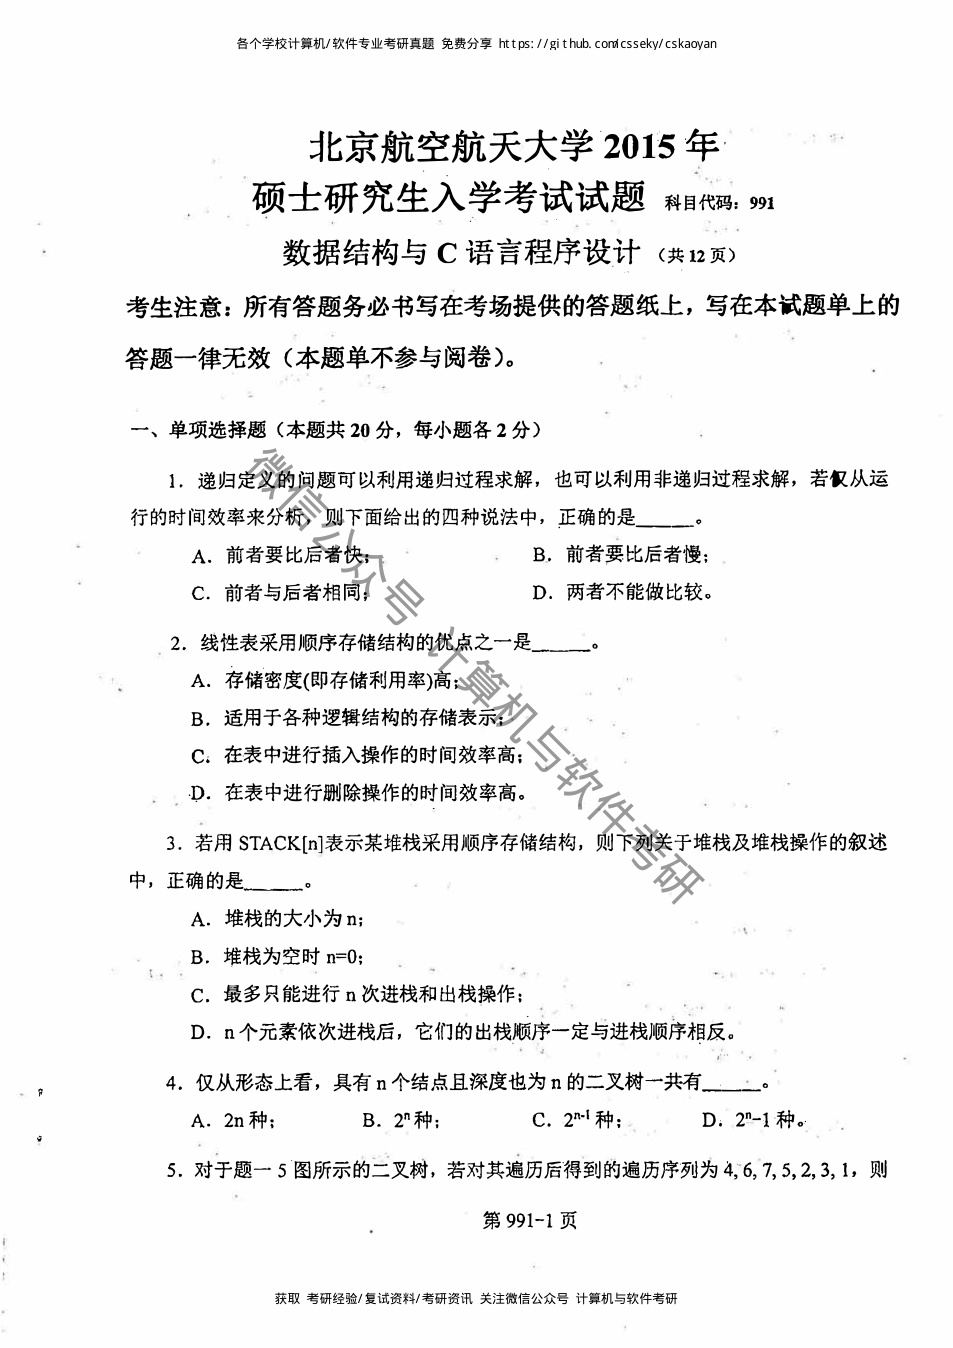 各个学校计算机/软件专业考研真题 免费分享 https://github.com/csseky/cskaoyan
北京航空航天大学 2015 年
硕士研究生入学考试试题 科目代码：991
数据结构与 C 语言程序设计 （共 12 页）
考生注意：所有答题务必书写在考场提供的答题纸上，写在本试题单上的
答题一律无效（本题单不参与阅卷）。
一、单项选择题（本题共 20 分，每小题各 2 分）
1．递归定义的问题可以利用递归过程求解，也可以利用非递归过程求解，若仅从运
行的时间效率来分析，则下面给出的四种说法中，正确的是______。
A．前者要比后者快； B．前者要比后者慢；
C．前者与后者相同； D．两者不能做比较。
2．线性表采用顺序存储结构的优点之一是______。
A．存储密度(即存储利用率)高；
B．适用于各种逻辑结构的存储表示；
C．在表中进行插入操作的时间效率高；
D．在表中进行删除操作的时间效率高。
3．若用 STACK[n]表示某堆栈采用顺序存储结构，则下列关于堆栈及堆栈操作的叙述
中，正确的是______。
A．堆栈的大小为 n；
B．堆栈为空时 n=0；
C．最多只能进行 n 次进栈和出栈操作；
D．n 个元素依次进栈后，它们的出栈顺序一定与进栈顺序相反。
4．仅从形态上看，具有 n 个结点且深度也为 n 的二叉树一共有______。
A．2n 种； B．2ⁿ种； C．2ⁿ⁻¹ 种； D．2ⁿ−1 种。
5．对于题一 5 图所示的二叉树，若对其遍历后得到的遍历序列为 4, 6, 7, 5, 2, 3, 1，则
第 991-1 页
获取 考研经验/复试资料/考研资讯 关注微信公众号 计算机与软件考研
微信公众号 计算机与软件考研